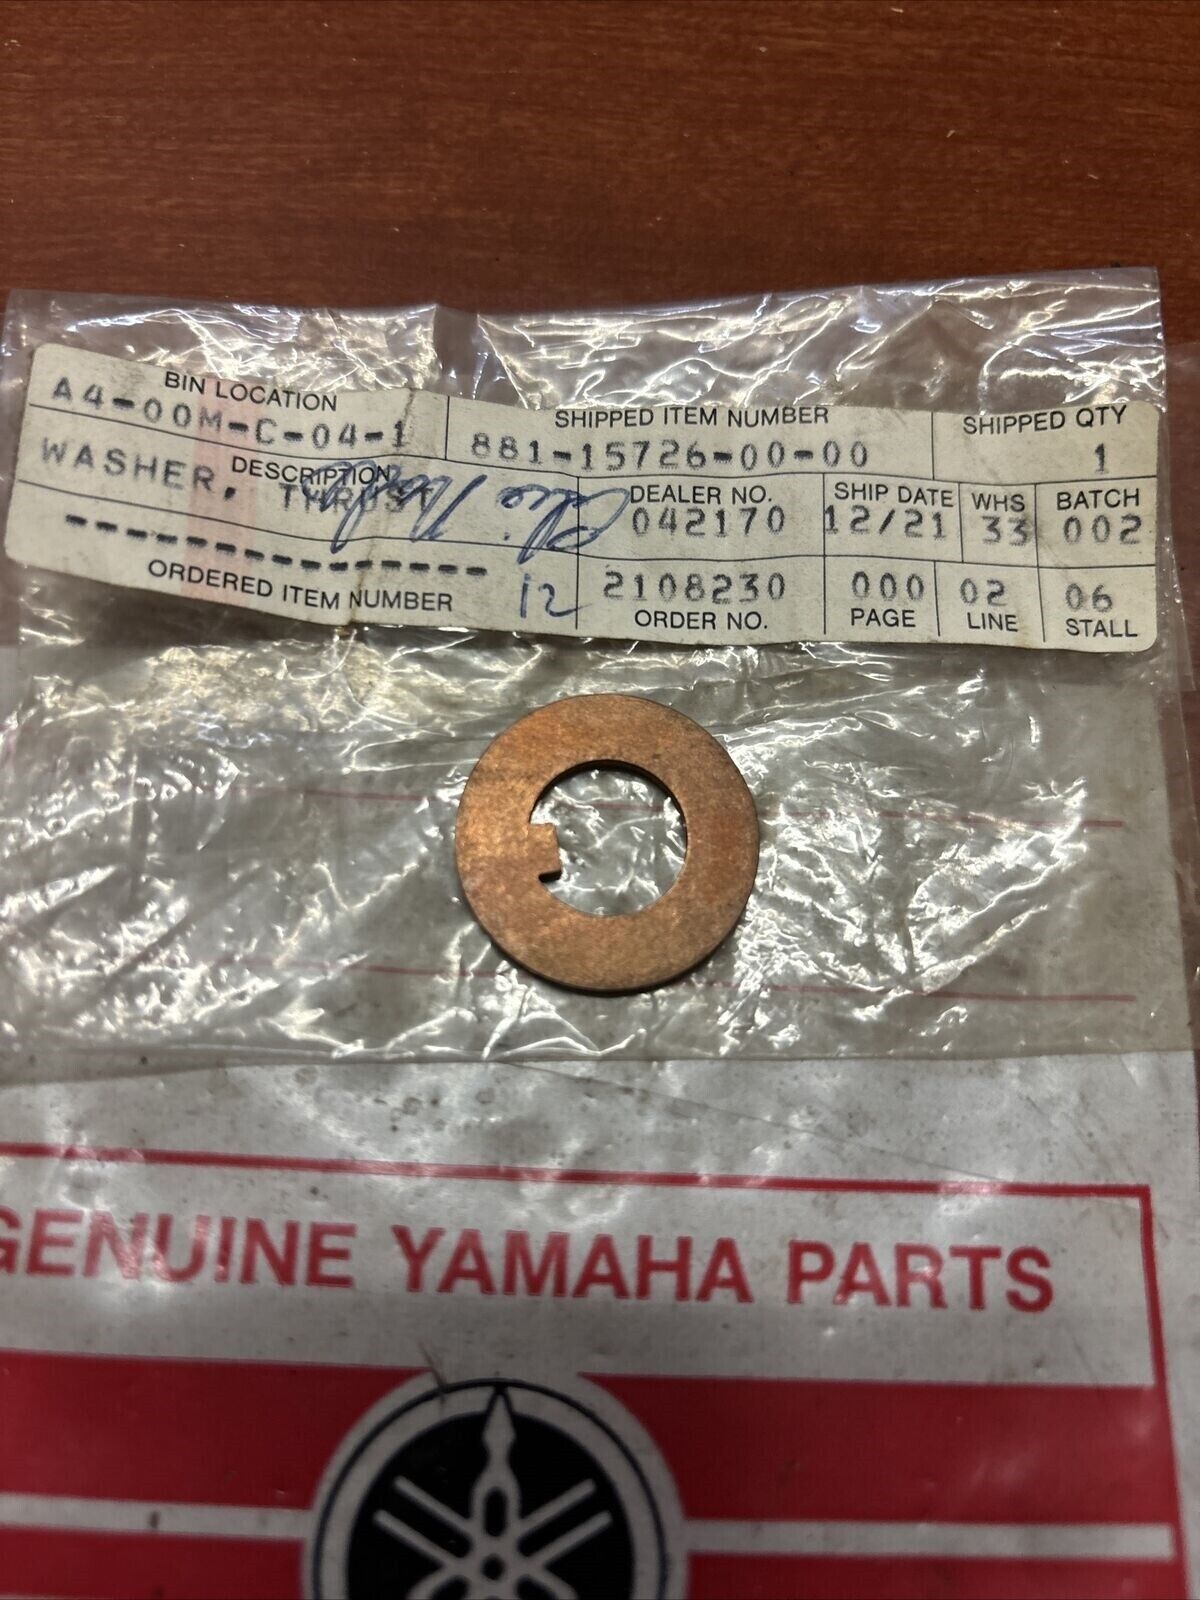 BIN LOCATION
A4-00M-C-04-1
SHIPPED ITEM NUMBER
881-15726-00-00
SHIPPED QTY
1
DESCRIPTION
WASHER, THRUST
DEALER NO.
042170
SHIP DATE
12/21
WHS
33
BATCH
002
------------------
ORDERED ITEM NUMBER
12
2108230
ORDER NO.
000
PAGE
02
LINE
06
STALL
GENUINE YAMAHA PARTS